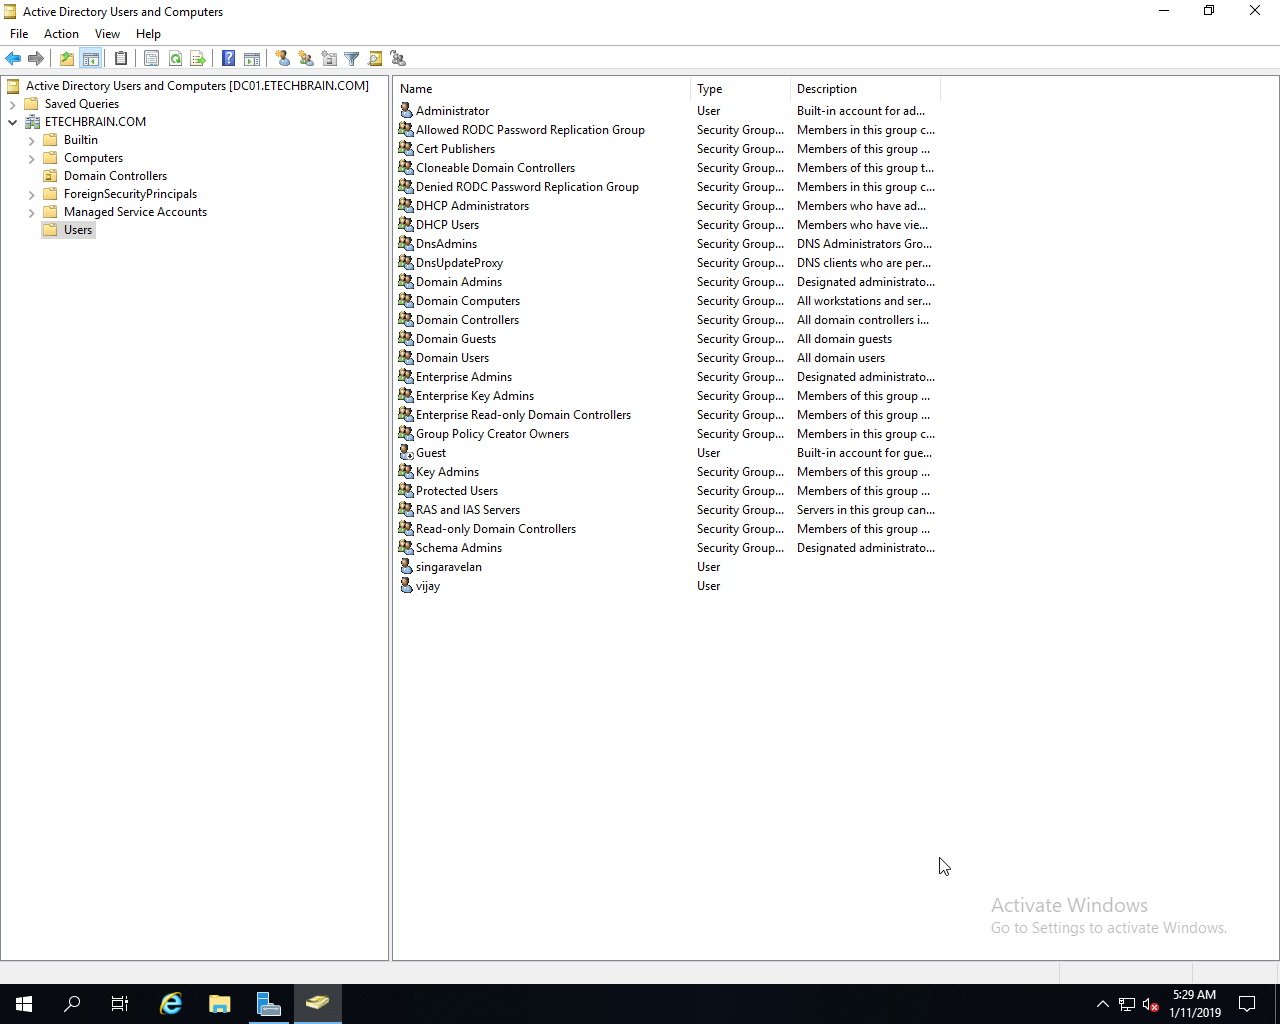 Active Directory Users and Computers
File Action View Help
Active Directory Users and Computers [DC01.ETECHBRAIN.COM]
Saved Queries
ETECHBRAIN.COM
Builtin
Computers
Domain Controllers
ForeignSecurityPrincipals
Managed Service Accounts
Users
Name Type Description
Administrator User Built-in account for ad...
Allowed RODC Password Replication Group Security Group... Members in this group c...
Cert Publishers Security Group... Members of this group ...
Cloneable Domain Controllers Security Group... Members of this group t...
Denied RODC Password Replication Group Security Group... Members in this group c...
DHCP Administrators Security Group... Members who have ad...
DHCP Users Security Group... Members who have vie...
DnsAdmins Security Group... DNS Administrators Gro...
DnsUpdateProxy Security Group... DNS clients who are per...
Domain Admins Security Group... Designated administrato...
Domain Computers Security Group... All workstations and ser...
Domain Controllers Security Group... All domain controllers i...
Domain Guests Security Group... All domain guests
Domain Users Security Group... All domain users
Enterprise Admins Security Group... Designated administrato...
Enterprise Key Admins Security Group... Members of this group ...
Enterprise Read-only Domain Controllers Security Group... Members of this group ...
Group Policy Creator Owners Security Group... Members in this group c...
Guest User Built-in account for gue...
Key Admins Security Group... Members of this group ...
Protected Users Security Group... Members of this group ...
RAS and IAS Servers Security Group... Servers in this group can...
Read-only Domain Controllers Security Group... Members of this group ...
Schema Admins Security Group... Designated administrato...
singaravelan User
vijay User
Activate Windows
Go to Settings to activate Windows.
5:29 AM
1/11/2019